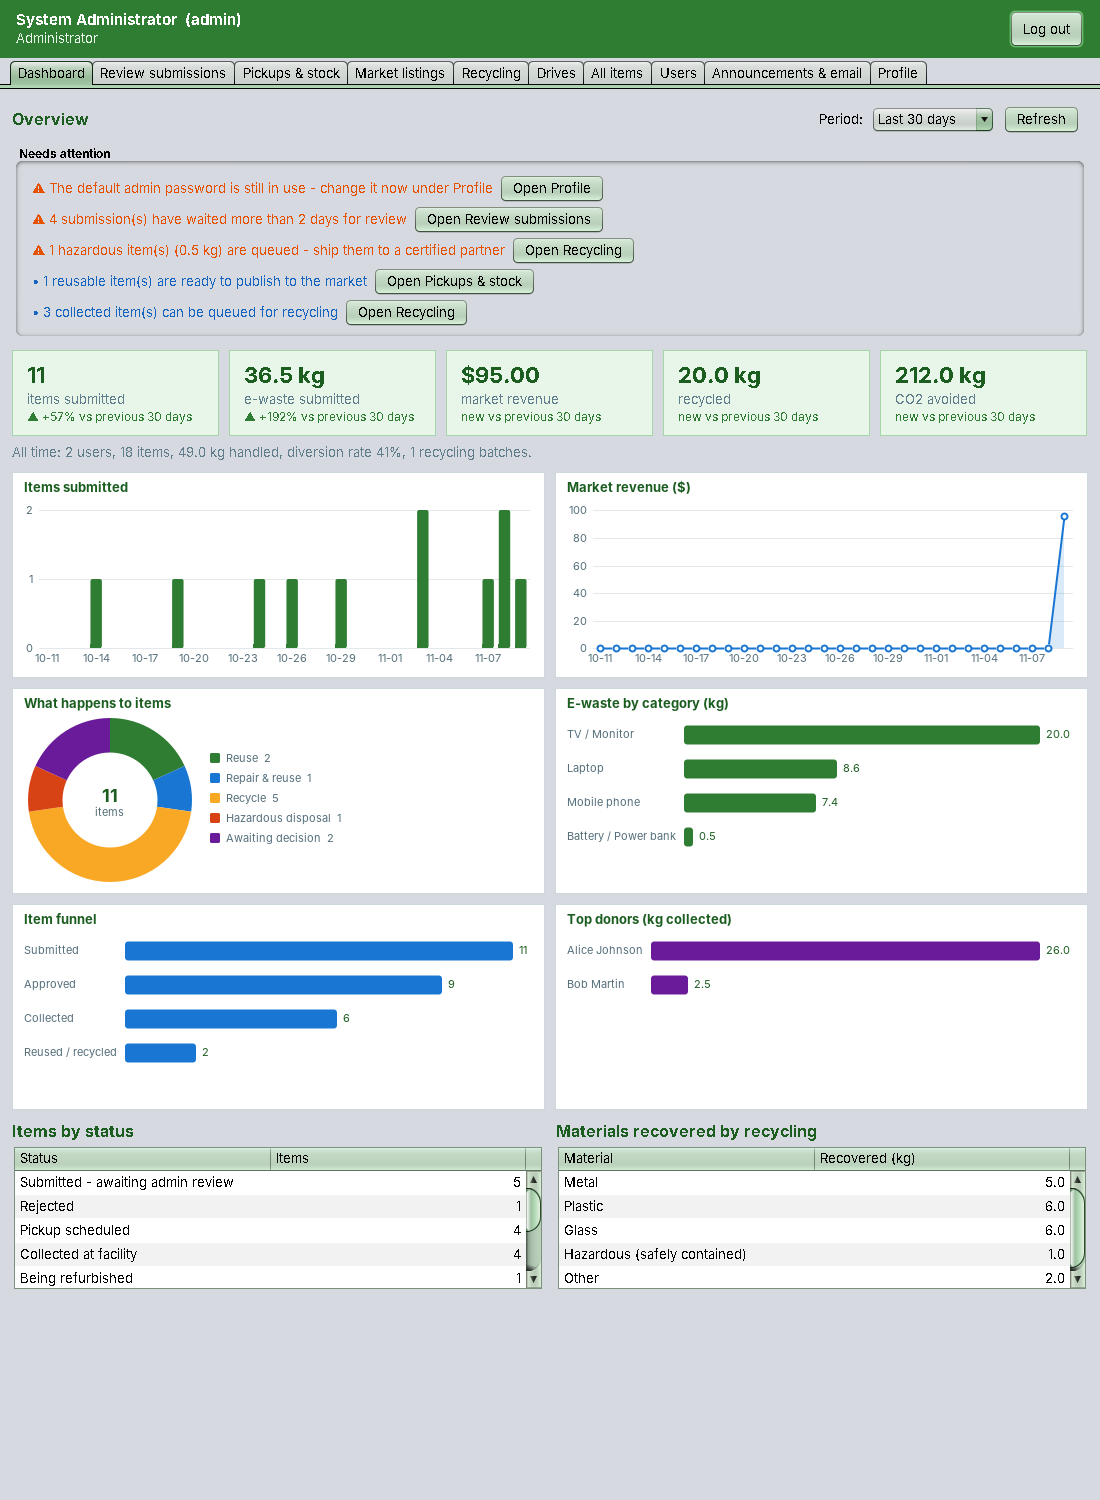 System Administrator  (admin)
Administrator
Log out
Dashboard Review submissions Pickups & stock Market listings Recycling Drives All items Users Announcements & email Profile
Overview
Period: Last 30 days Refresh
Needs attention
⚠ The default admin password is still in use - change it now under Profile Open Profile
⚠ 4 submission(s) have waited more than 2 days for review Open Review submissions
⚠ 1 hazardous item(s) (0.5 kg) are queued - ship them to a certified partner Open Recycling
• 1 reusable item(s) are ready to publish to the market Open Pickups & stock
• 3 collected item(s) can be queued for recycling Open Recycling
11
items submitted
▲ +57% vs previous 30 days
36.5 kg
e-waste submitted
▲ +192% vs previous 30 days
$95.00
market revenue
new vs previous 30 days
20.0 kg
recycled
new vs previous 30 days
212.0 kg
CO2 avoided
new vs previous 30 days
All time: 2 users, 18 items, 49.0 kg handled, diversion rate 41%, 1 recycling batches.
Items submitted
2
1
0
10-11 10-14 10-17 10-20 10-23 10-26 10-29 11-01 11-04 11-07
Market revenue ($)
100
80
60
40
20
0
10-11 10-14 10-17 10-20 10-23 10-26 10-29 11-01 11-04 11-07
What happens to items
11
items
Reuse 2
Repair & reuse 1
Recycle 5
Hazardous disposal 1
Awaiting decision 2
E-waste by category (kg)
TV / Monitor 20.0
Laptop 8.6
Mobile phone 7.4
Battery / Power bank 0.5
Item funnel
Submitted 11
Approved 9
Collected 6
Reused / recycled 2
Top donors (kg collected)
Alice Johnson 26.0
Bob Martin 2.5
Items by status
Status Items
Submitted - awaiting admin review 5
Rejected 1
Pickup scheduled 4
Collected at facility 4
Being refurbished 1
Materials recovered by recycling
Material Recovered (kg)
Metal 5.0
Plastic 6.0
Glass 6.0
Hazardous (safely contained) 1.0
Other 2.0